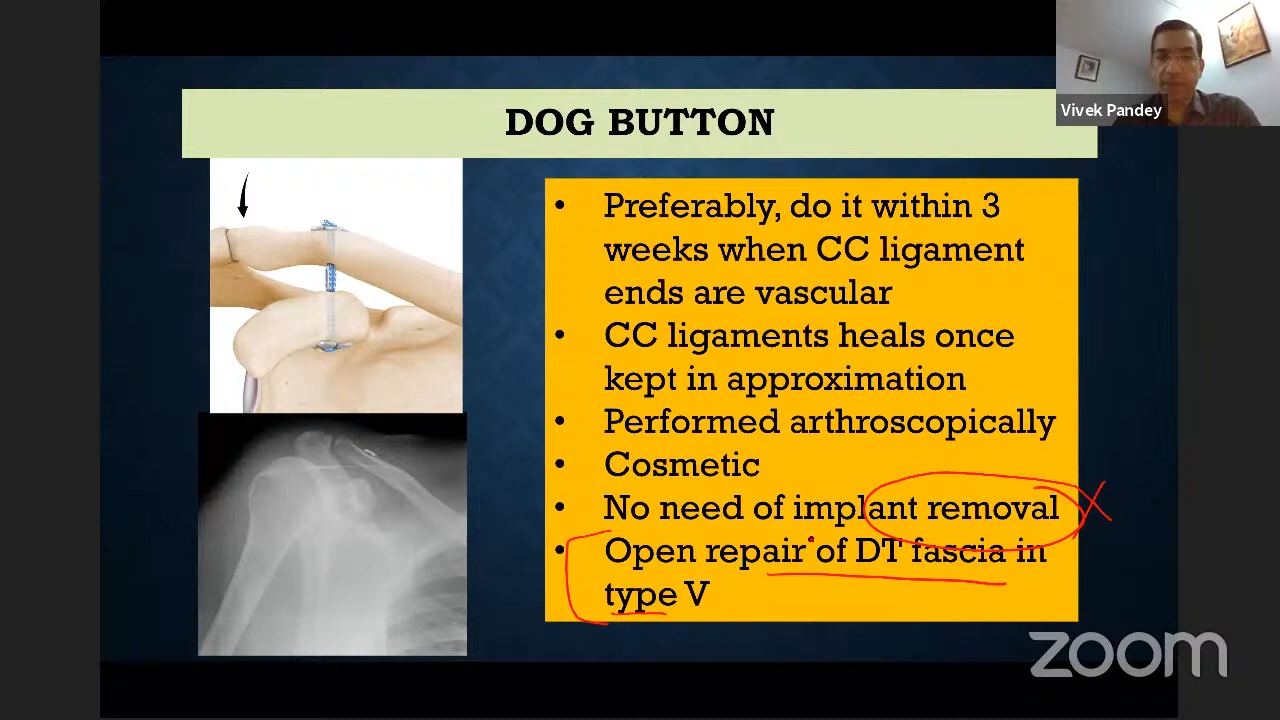 Vivek Pandey
DOG BUTTON
• Preferably, do it within 3
weeks when CC ligament
ends are vascular
• CC ligaments heals once
kept in approximation
• Performed arthroscopically
• Cosmetic
• No need of implant removal
• Open repair of DT fascia in
type V
zoom